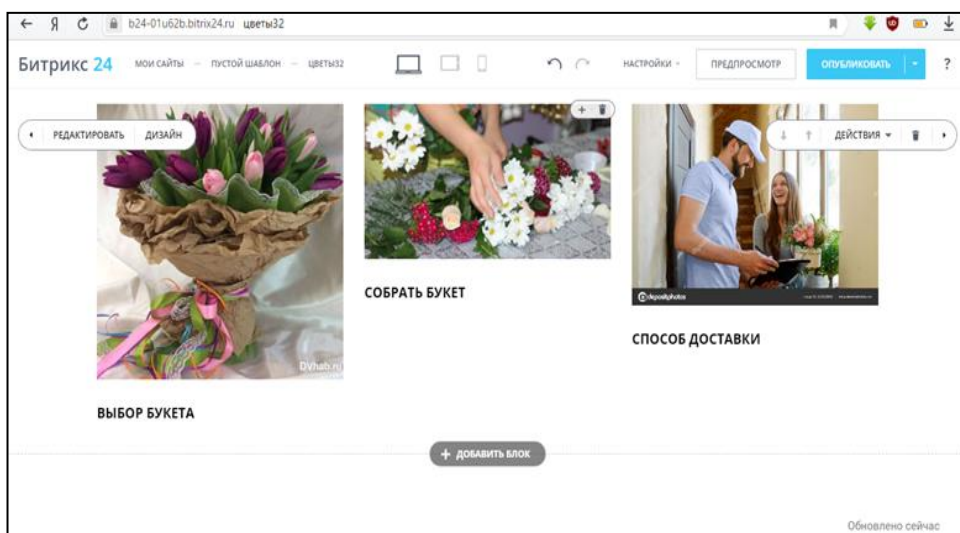 b24-01u62b.bitrix24.ru цветы32
Битрикс 24 МОИ САЙТЫ – ПУСТОЙ ШАБЛОН – ЦВЕТЫ32 НАСТРОЙКИ ПРЕДПРОСМОТР ОПУБЛИКОВАТЬ ?
РЕДАКТИРОВАТЬ ДИЗАЙН
ДЕЙСТВИЯ
DVhab.ru
ВЫБОР БУКЕТА
СОБРАТЬ БУКЕТ
depositphotos
СПОСОБ ДОСТАВКИ
+ ДОБАВИТЬ БЛОК
Обновлено сейчас